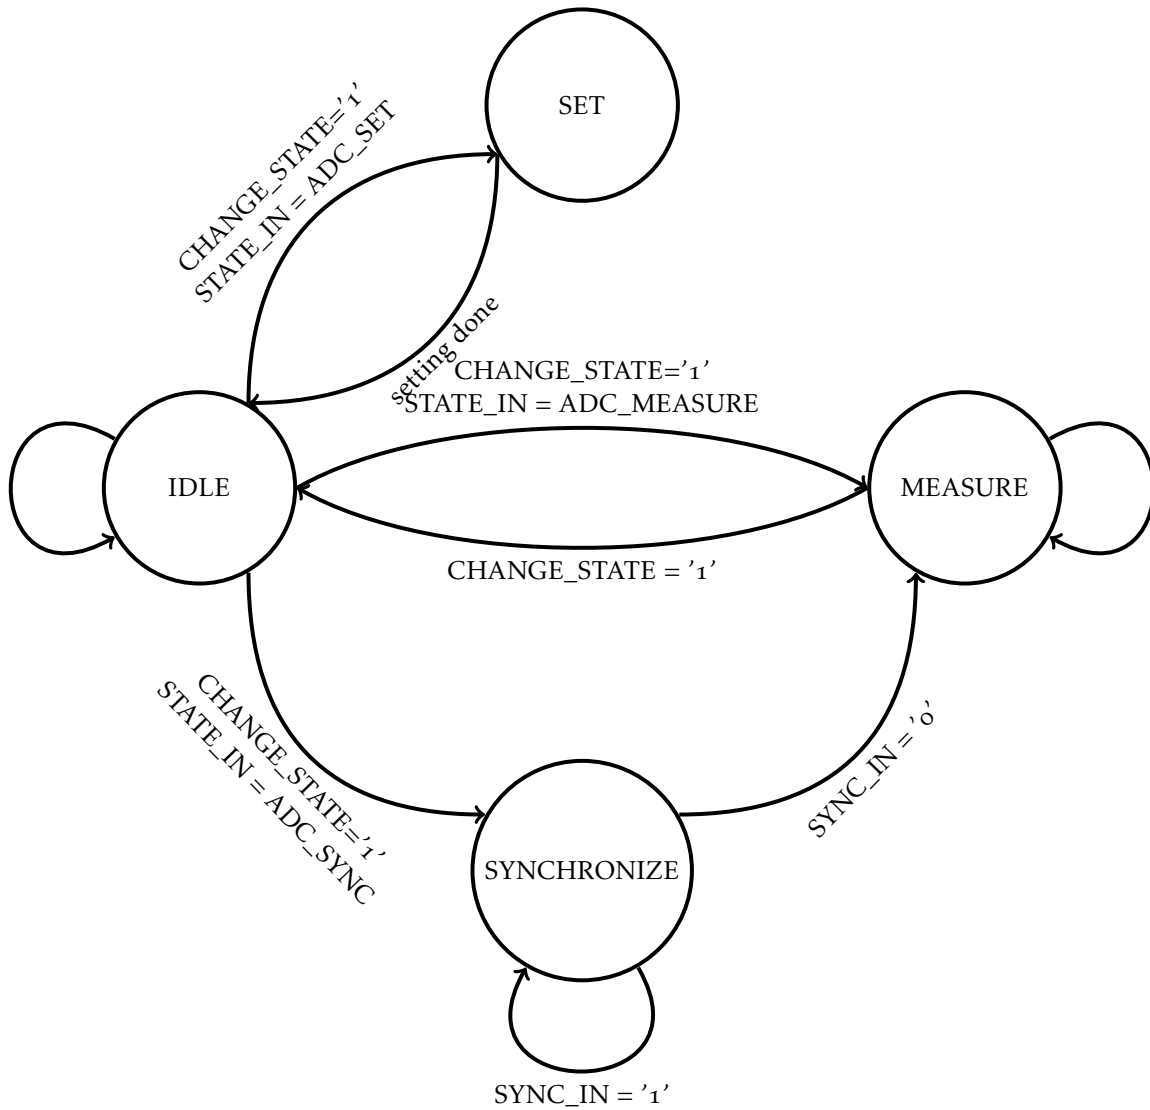 SET
CHANGE_STATE='1'
STATE_IN = ADC_SET
setting done
CHANGE_STATE='1'
STATE_IN = ADC_MEASURE
IDLE
MEASURE
CHANGE_STATE = '1'
CHANGE_STATE='1'
STATE_IN = ADC_SYNC
SYNC_IN = '0'
SYNCHRONIZE
SYNC_IN = '1'